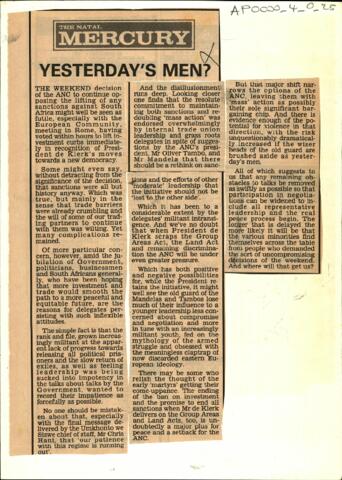 AP0000_4_0_25
THE NATAL
MERCURY
YESTERDAY'S MEN?
THE WEEKEND decision
of the ANC to continue op-
posing the lifting of any
sanctions against South
Africa might well be seen as
futile, especially with the
European Community,
meeting in Rome, having
voted within hours to lift in-
vestment curbs immediate-
ly in recognition of Presi-
dent de Klerk's moves
towards a new democracy.
Some might even say,
without detracting from the
significance of the decision,
that sanctions were all but
history anyway. Which was
true, but mainly in the
sense that trade barriers
were already crumbling and
the will of some of our trad-
ing partners to persist
with them was wilting. Yet
many complications re-
mained.
Of more particular con-
cern, however, amid the ju-
bilation of Government,
politicians, businessmen
and South Africans general-
ly, who have been hoping
that more investment and
trade would smooth the
path to a more peaceful and
equitable future, are the
reasons for delegates per-
sisting with such inflexible
attitudes.
The simple fact is that the
rank and file, grown increas-
ingly militant at the appar-
ent lack of progress towards
releasing all political pris-
oners and the slow return of
exiles, as well as feeling
leadership was being
sucked into impotency in
the talks about talks by the
Government, wanted to
record their impatience as
forcefully as possible.
No one should be mistak-
en about that, especially
with the final message
delivered by the Umkhonto we
Sizwe chief of staff, Mr Chris
Hani, that 'our patience
with this regime is running
out'.
And the disillusionment
runs deep. Looking closer
one finds that the resolute
commitment to maintain-
ing both sanctions and re-
doubling 'mass action' was
endorsed overwhelmingly
by internal trade union
leadership and grass roots
delegates in spite of sugges-
tions by the ANC's presi-
dent, Mr Oliver Tambo, and
Mr Mandela that there
should be a rethink on sanc-
tions and the efforts of other
'moderate' leadership that
the initiative should not be
'lost to the other side'.
Which it has been to a
considerable extent by the
delegates' militant intransi-
gence. And we've no doubt
that when President De
Klerk scraps the Group
Areas Act, the Land Act
and remaining discrimina-
tion the ANC will be under
even greater pressure.
Which has both positive
and negative possibilities
for, while the President re-
tains the initiative, it might
well see the old guard of the
Mandelas and Tambos lose
much of their influence to a
younger leadership less con-
cerned about compromises
and negotiation and more
in tune with an increasingly
militant youth, fed on the
mythology of the armed
struggle and obsessed with
the meaningless claptrap of
now discarded eastern Eu-
ropean ideology.
There may be some who
relish the thought of the
early 'martyrs' getting their
come-uppance. The ending
of the ban on investment
and the promise to end all
sanctions when Mr de Klerk
delivers on the Group Areas
and Land Acts, too, is un-
doubtedly a major plus for
peace and a setback for the
ANC.
But that major shift nar-
rows the options of the
ANC, leaving them with
'mass' action as possibly
their sole significant bar-
gaining chip. And there is
evidence enough of the po-
tential for violence in that
direction, with the risk
unquestionably dramatical-
ly increased if the wiser
heads of the old guard are
brushed aside as yester-
day's men.
All of which suggests to
us that any remaining ob-
stacles to talks be removed
as swiftly as possible so that
participation in negotia-
tions can be widened to in-
clude all representative
leadership and the real
peace process begin. The
longer that is delayed the
more likely it will be that
the various minorities find
themselves across the table
from people who demanded
the sort of uncompromising
decisions of the weekend.
And where will that get us?